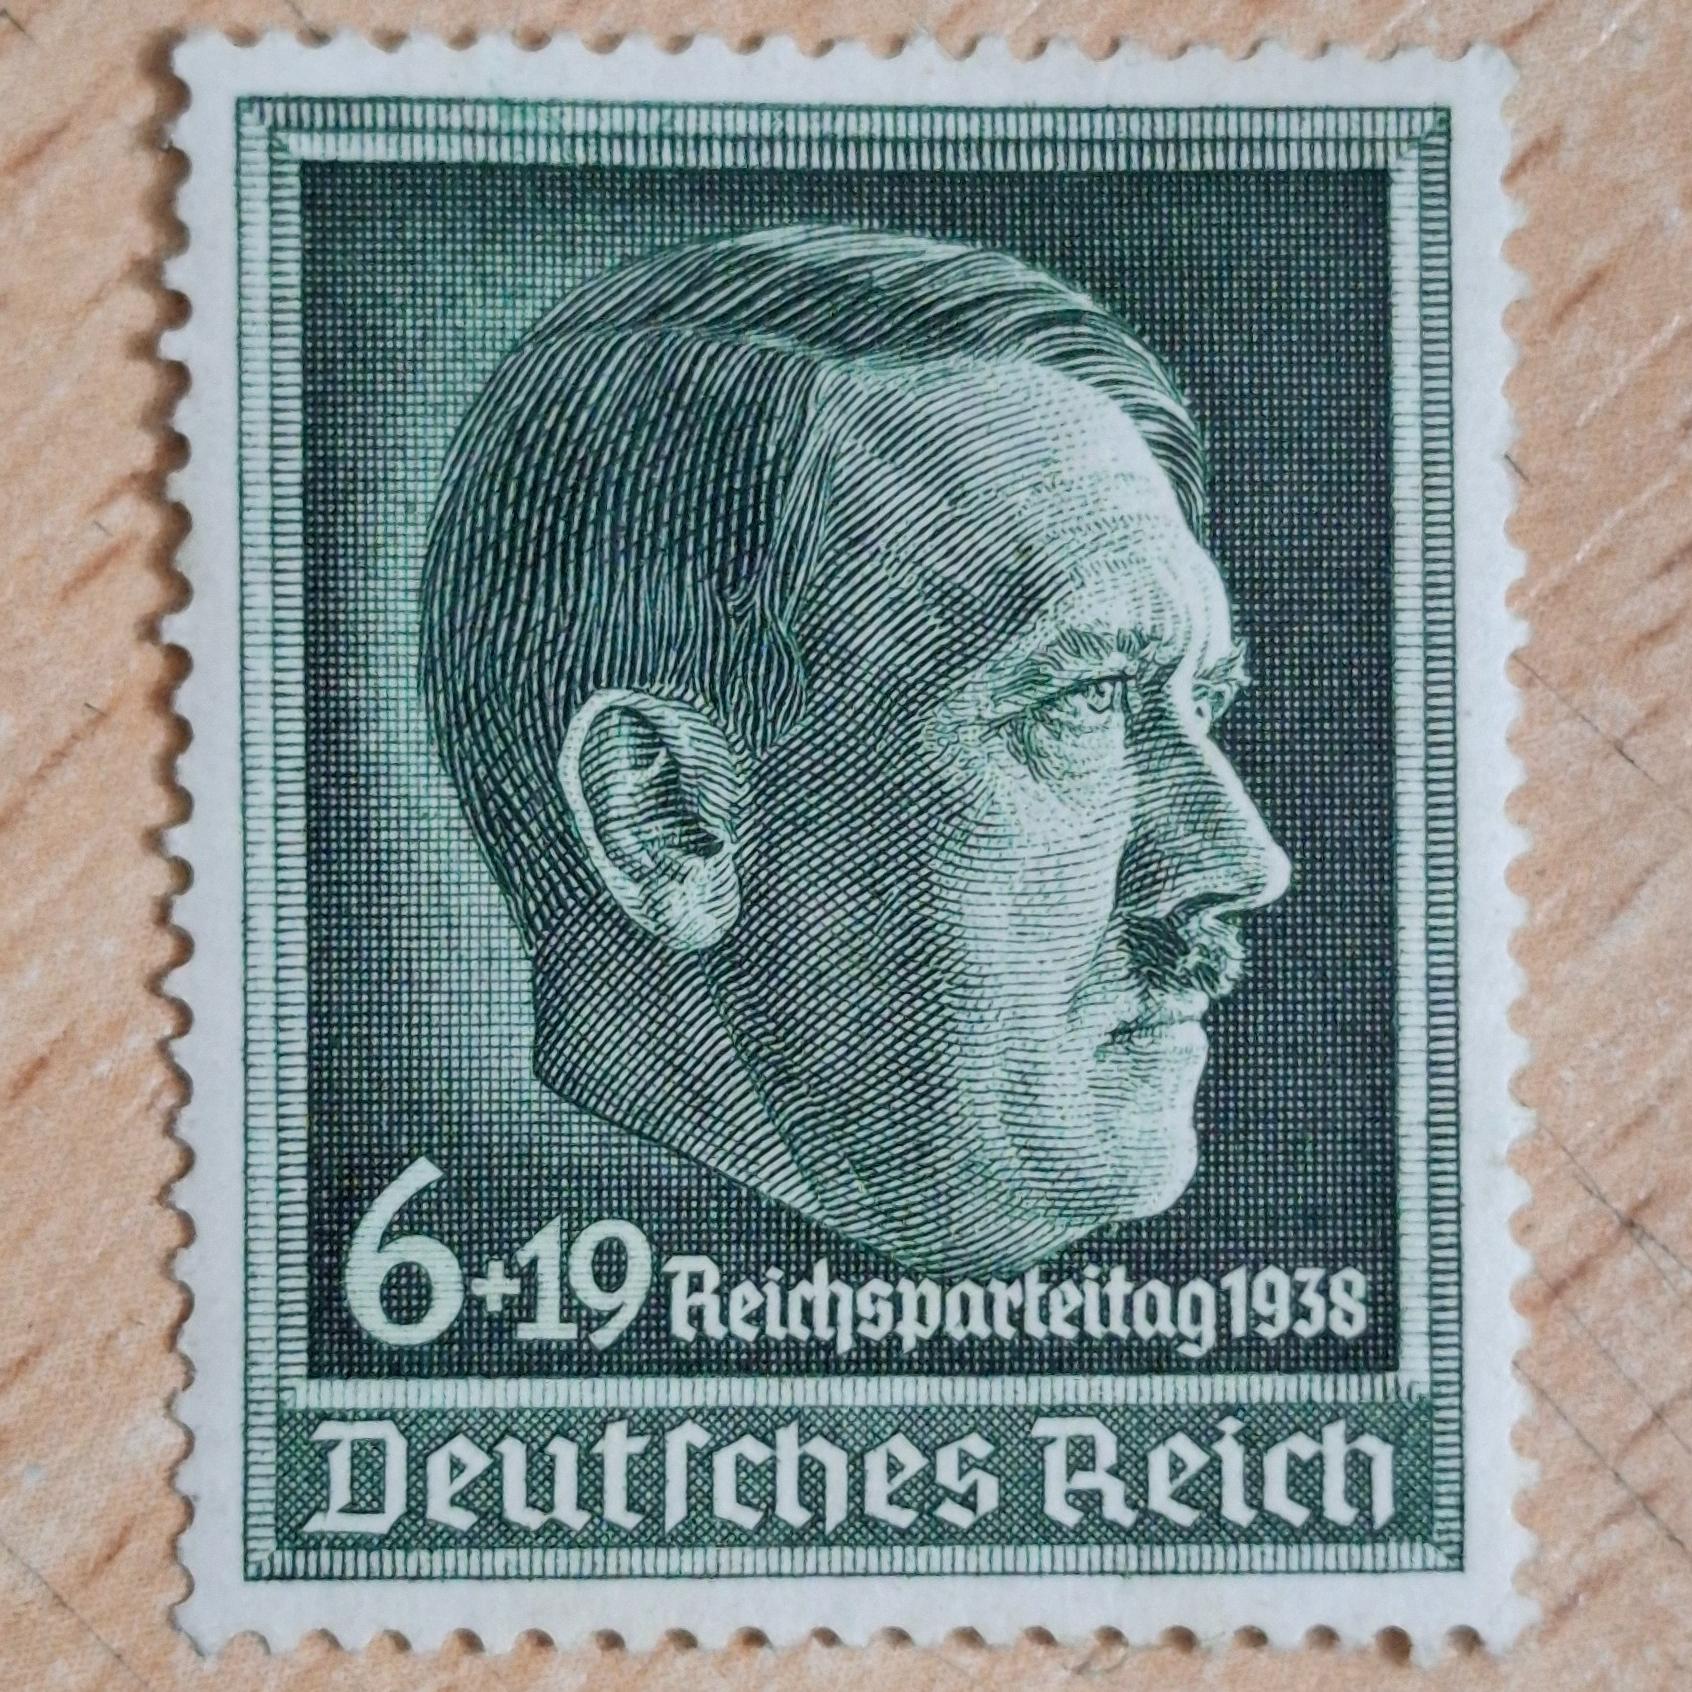 6+19 Reichsparteitag 1938
Deutſches Reich